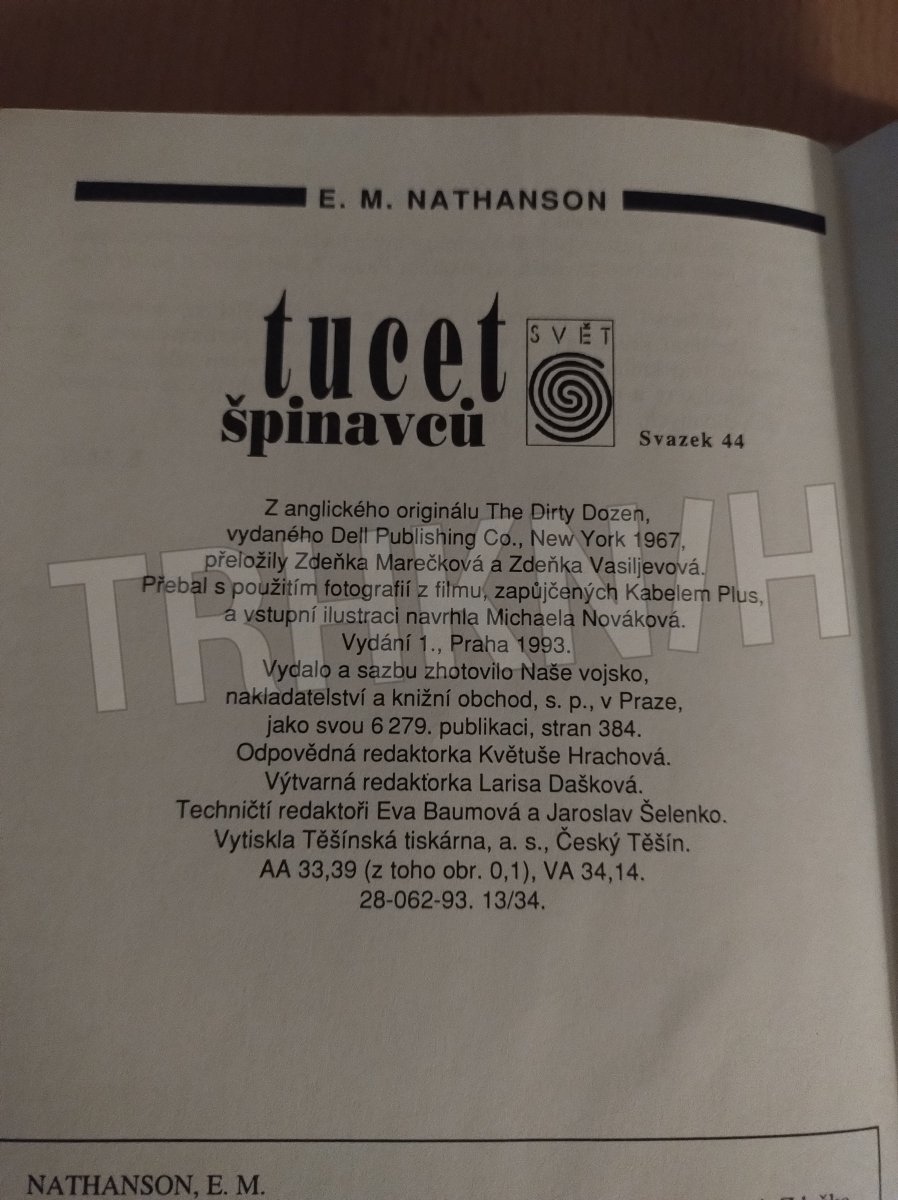 E. M. NATHANSON
tucet
špinavců
SVĚT
Svazek 44
Z anglického originálu The Dirty Dozen,
vydaného Dell Publishing Co., New York 1967,
přeložily Zdeňka Marečková a Zdeňka Vasiljevová.
Přebal s použitím fotografií z filmu, zapůjčených Kabelem Plus,
a vstupní ilustraci navrhla Michaela Nováková.
Vydání 1., Praha 1993.
Vydalo a sazbu zhotovilo Naše vojsko,
nakladatelství a knižní obchod, s. p., v Praze,
jako svou 6 279. publikaci, stran 384.
Odpovědná redaktorka Květuše Hrachová.
Výtvarná redaktorka Larisa Dašková.
Techničtí redaktoři Eva Baumová a Jaroslav Šelenko.
Vytiskla Těšínská tiskárna, a. s., Český Těšín.
AA 33,39 (z toho obr. 0,1), VA 34,14.
28-062-93. 13/34.
TRHKNIH
NATHANSON, E. M.